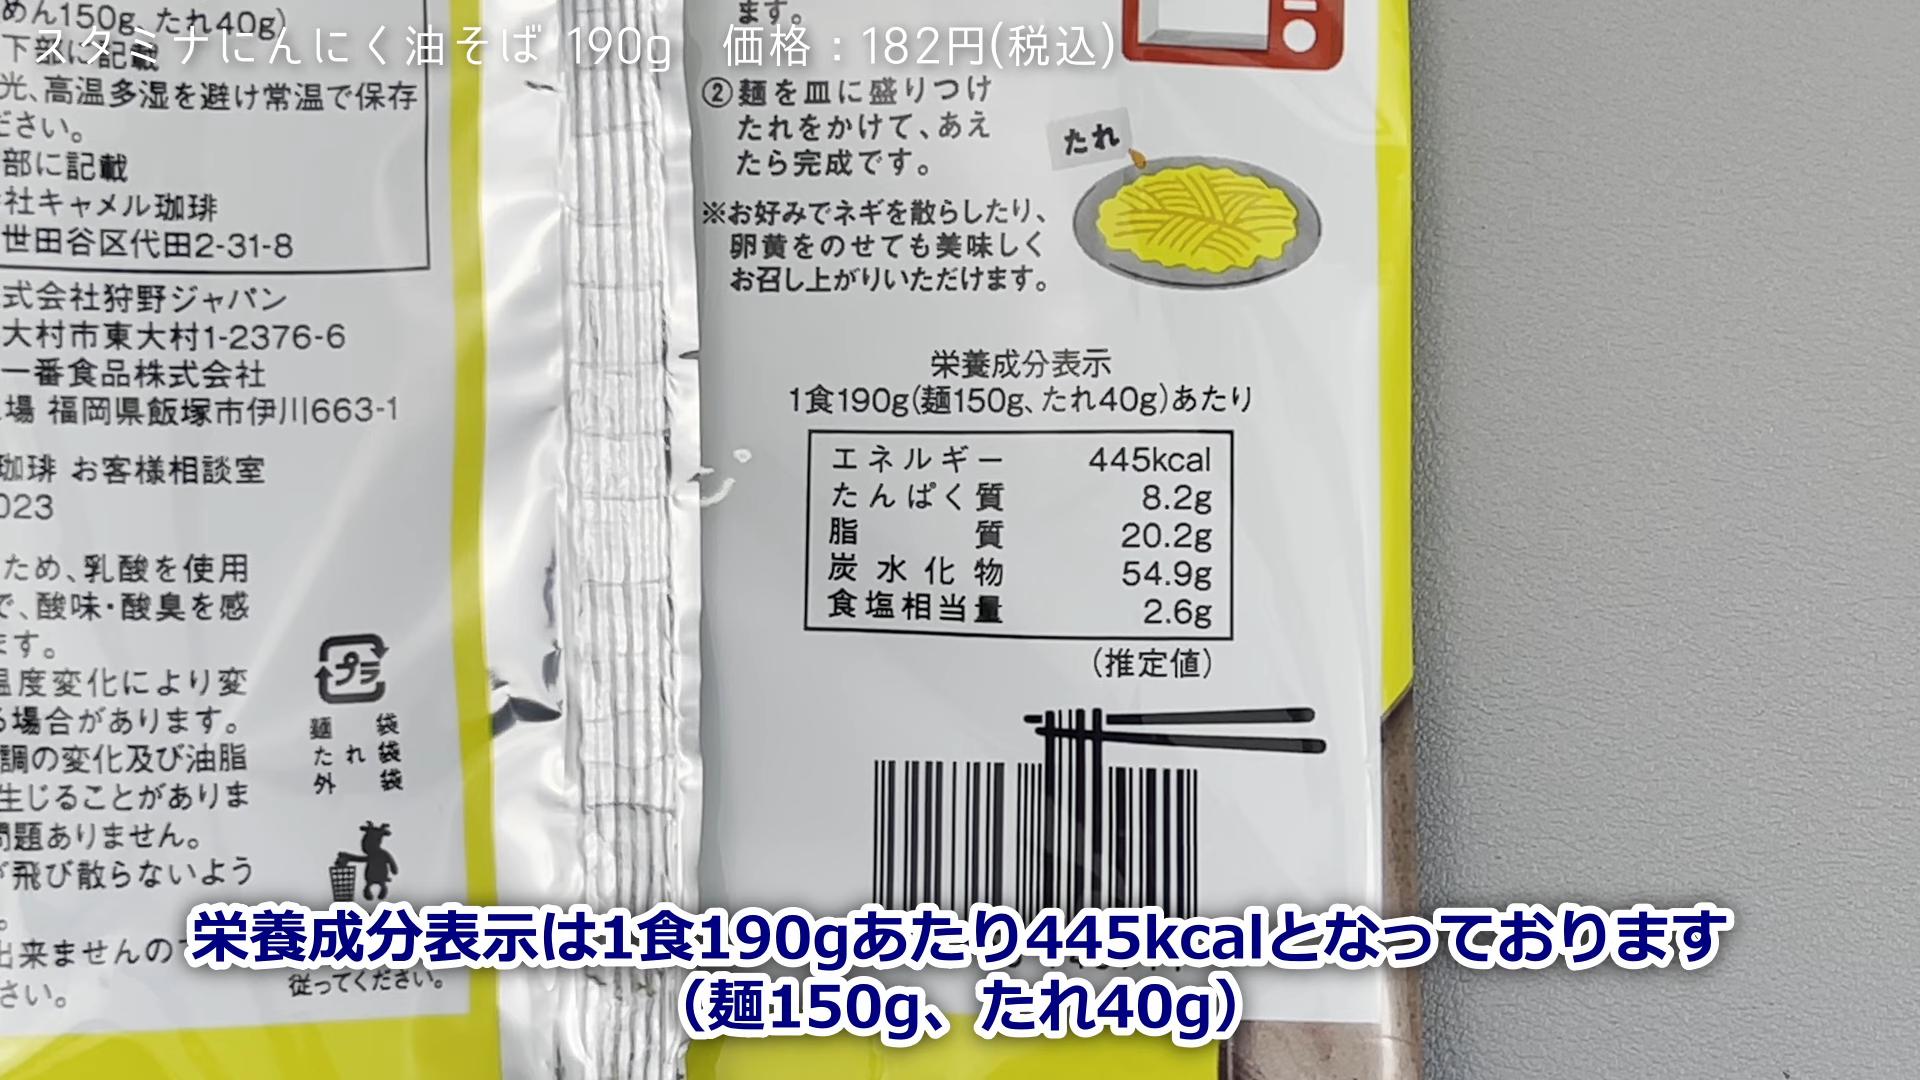 スタミナにんにく油そば 190g 価格：182円(税込)
めん150g、たれ40g)
下部に記載
光、高温多湿を避け常温で保存
ださい。
部に記載
社キャメル珈琲
世田谷区代田2-31-8
式会社狩野ジャパン
大村市東大村1-2376-6
一番食品株式会社
場 福岡県飯塚市伊川663-1
珈琲 お客様相談室
023
ため、乳酸を使用
で、酸味・酸臭を感
ます。
温度変化により変
る場合があります。
調の変化及び油脂
生じることがありま
問題ありません。
が飛び散らないよう
出来ませんの
さい。
プラ
麺 袋
たれ袋
外 袋
従ってください。
ます。
②麺を皿に盛りつけ
たれをかけて、あえ
たら完成です。
たれ
※お好みでネギを散らしたり、
卵黄をのせても美味しく
お召し上がりいただけます。
栄養成分表示
1食190g(麺150g、たれ40g)あたり
エネルギー 445kcal
たんぱく質 8.2g
脂質 20.2g
炭水化物 54.9g
食塩相当量 2.6g
(推定値)
栄養成分表示は1食190gあたり445kcalとなっております
（麺150g、たれ40g）